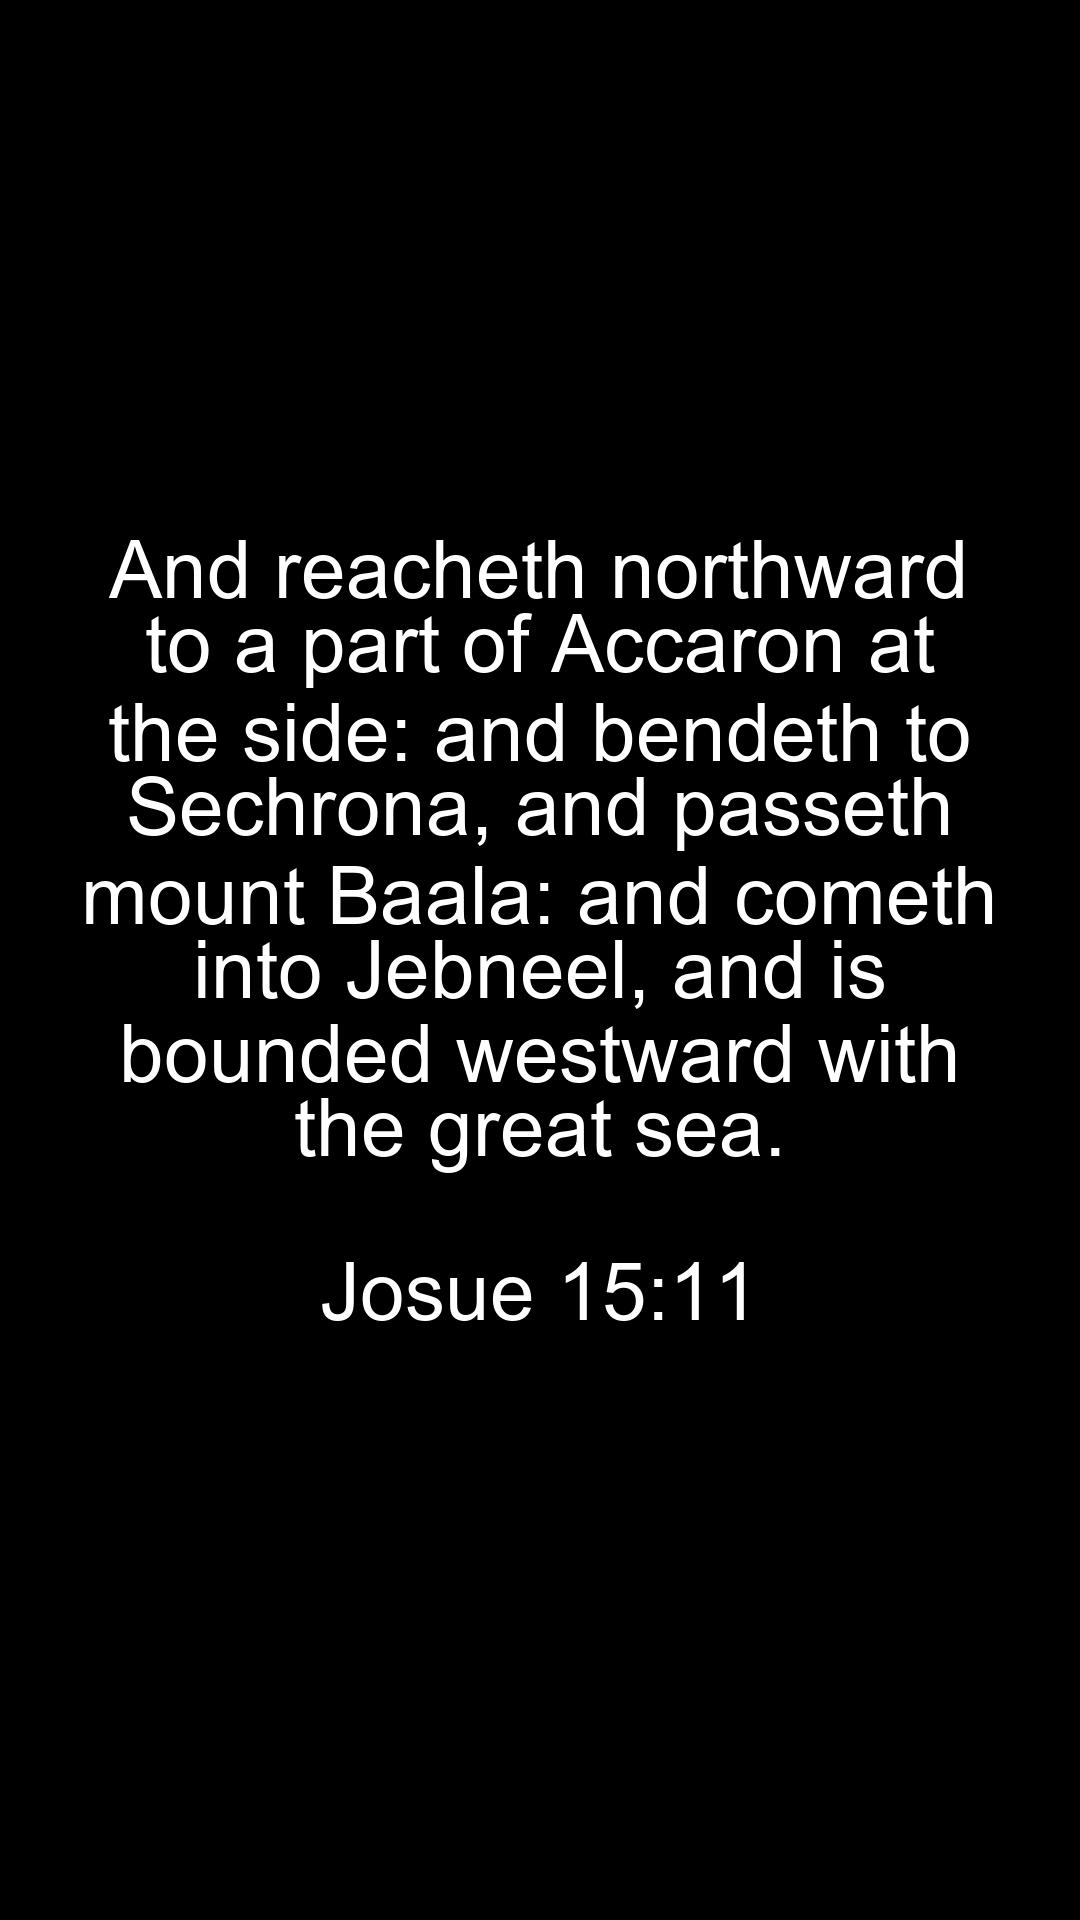 And reacheth northward
to a part of Accaron at
the side: and bendeth to
Sechrona, and passeth
mount Baala: and cometh
into Jebneel, and is
bounded westward with
the great sea.
Josue 15:11